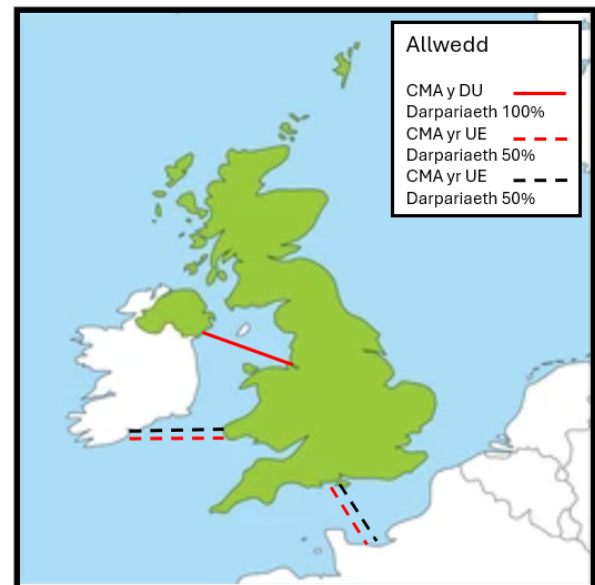 Allwedd
CMA y DU
Darpariaeth 100%
CMA yr UE
Darpariaeth 50%
CMA yr UE
Darpariaeth 50%